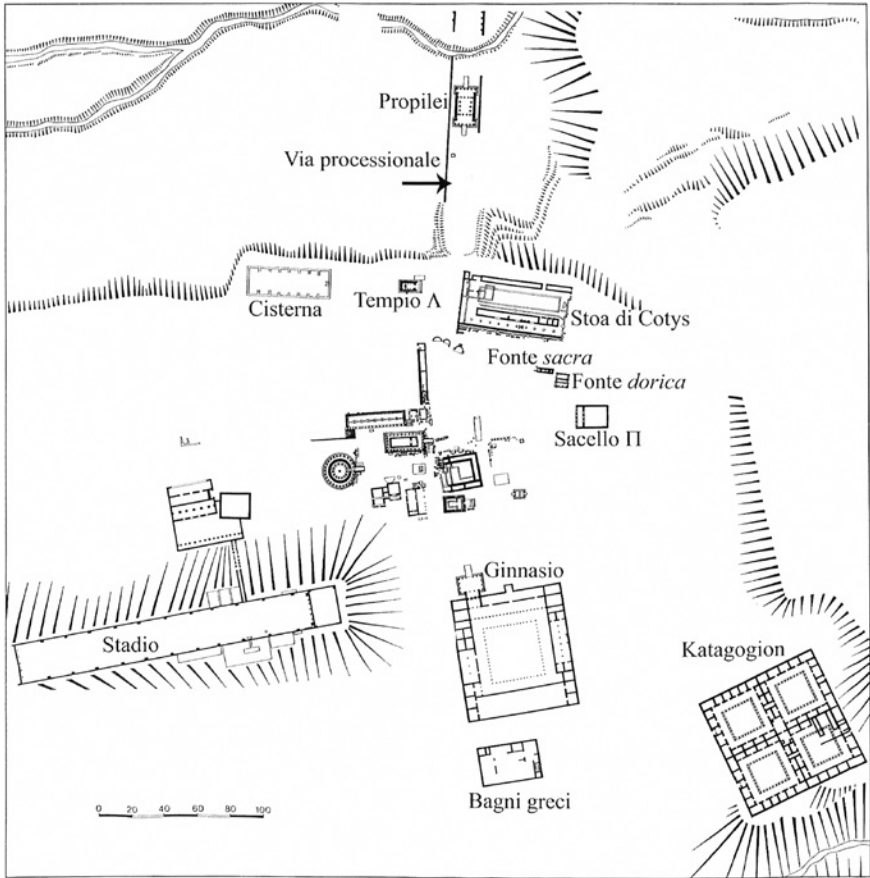 Propilei
Via processionale
Cisterna
Tempio Λ
Stoa di Cotys
Fonte sacra
Fonte dorica
Sacello Π
Ginnasio
Stadio
Katagogion
Bagni greci
0 20 40 60 80 100